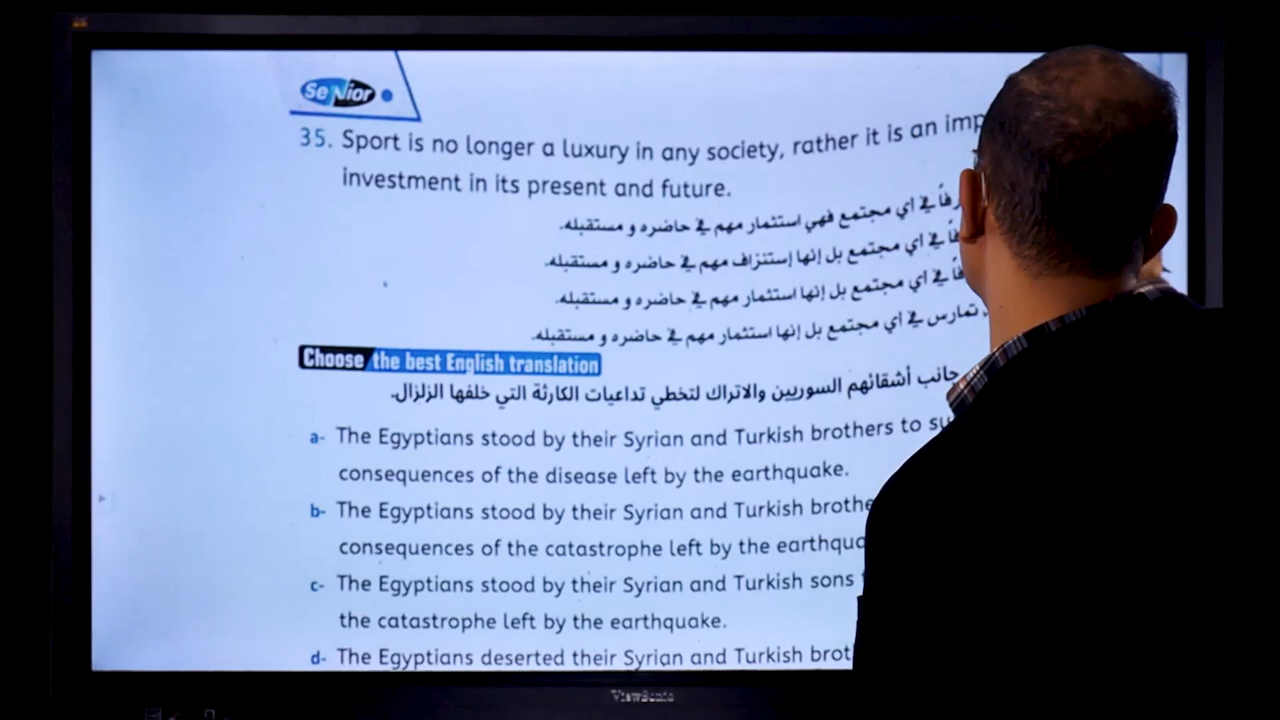 Senior
35. Sport is no longer a luxury in any society, rather it is an
investment in its present and future.
في اي مجتمع فهي استثمار مهم في حاضره و مستقبله.
في اي مجتمع بل إنها إستنزاف مهم في حاضره و مستقبله.
في اي مجتمع بل إنها استثمار مهم في حاضره و مستقبله.
تمارس في اي مجتمع بل إنها استثمار مهم في حاضره و مستقبله.
Choose the best English translation
جانب أشقائهم السوريين والاتراك لتخطي تداعيات الكارثة التي خلفها الزلزال.
a- The Egyptians stood by their Syrian and Turkish brothers to
consequences of the disease left by the earthquake.
b- The Egyptians stood by their Syrian and Turkish
consequences of the catastrophe left by the
c- The Egyptians stood by their Syrian and Turkish sons
the catastrophe left by the earthquake.
d- The Egyptians deserted their Syrian and Turkish
ViewSonic